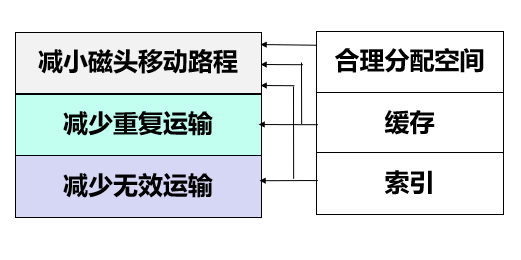 减小磁头移动路程
减少重复运输
减少无效运输
合理分配空间
缓存
索引